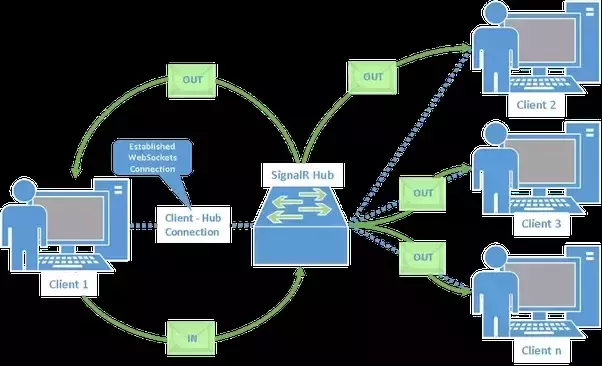 OUT
OUT
Client 2
Established
WebSockets
Connection
SignalR Hub
OUT
Client - Hub
Connection
Client 3
OUT
Client 1
IN
Client n